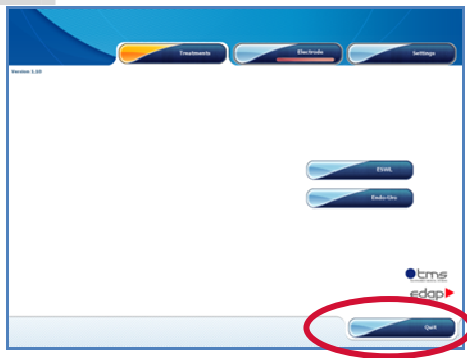 Treatments
Electrode
Settings
Version 1.10
ESWL
Endo-Uro
tms
edap
Quit